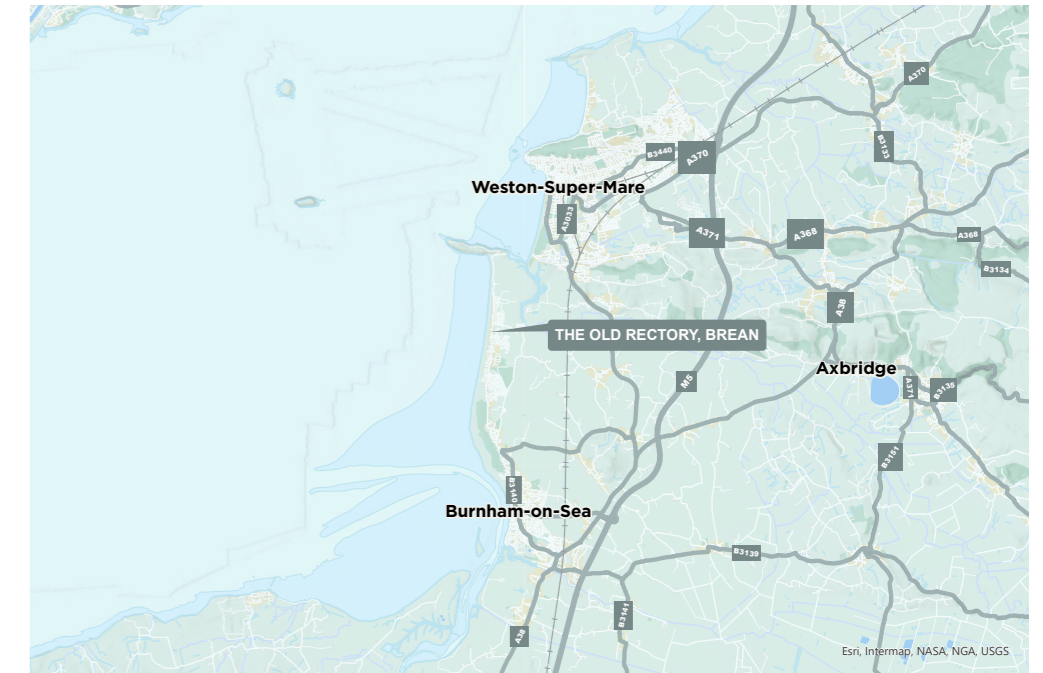 A370
B3133
B3440
A370
Weston-Super-Mare
A3033
A371
A368
A368
B3134
A38
THE OLD RECTORY, BREAN
Axbridge
M5
A371
B3135
B3151
B3140
Burnham-on-Sea
B3139
B3141
A38
Esri, Intermap, NASA, NGA, USGS